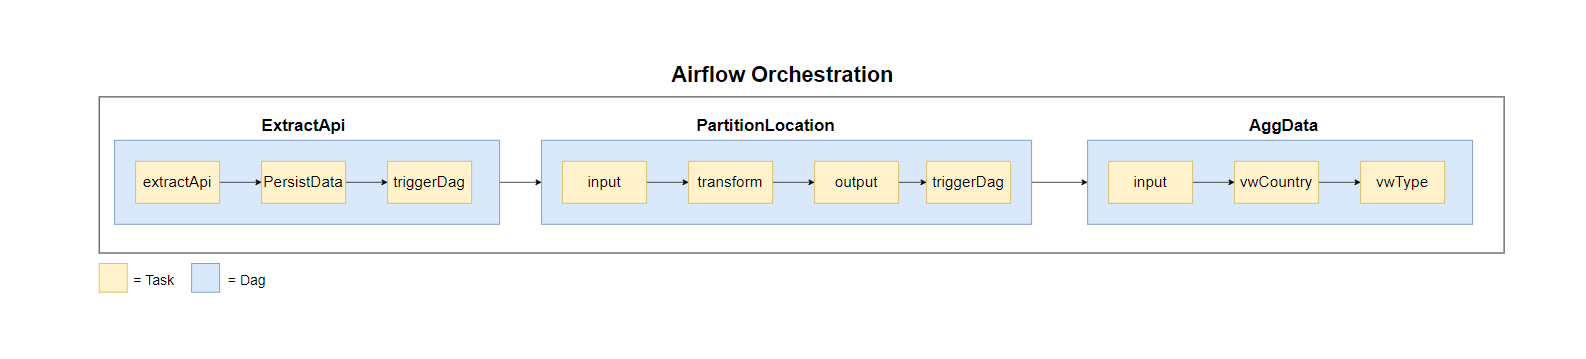 Airflow Orchestration
ExtractApi
PartitionLocation
AggData
extractApi
PersistData
triggerDag
input
transform
output
triggerDag
input
vwCountry
vwType
= Task
= Dag